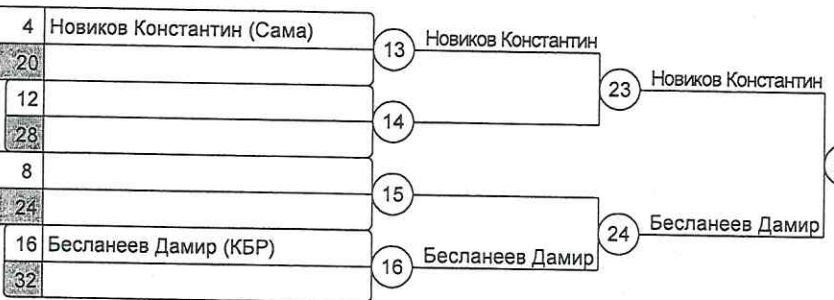 4 Новиков Константин (Сама)
20
13 Новиков Константин
12
28
14
23 Новиков Константин
8
24
15
16 Бесланеев Дамир (КБР)
32
16 Бесланеев Дамир
24 Бесланеев Дамир